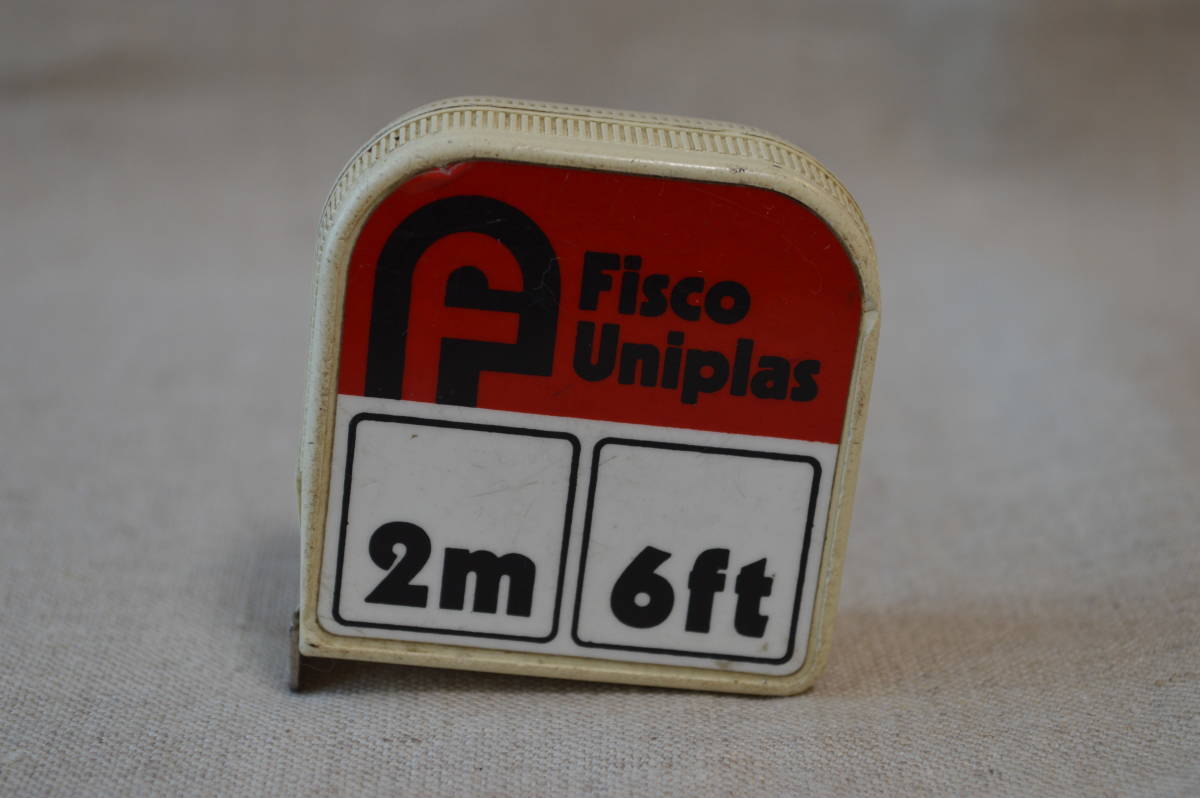 Fisco
Uniplas
2m
6ft